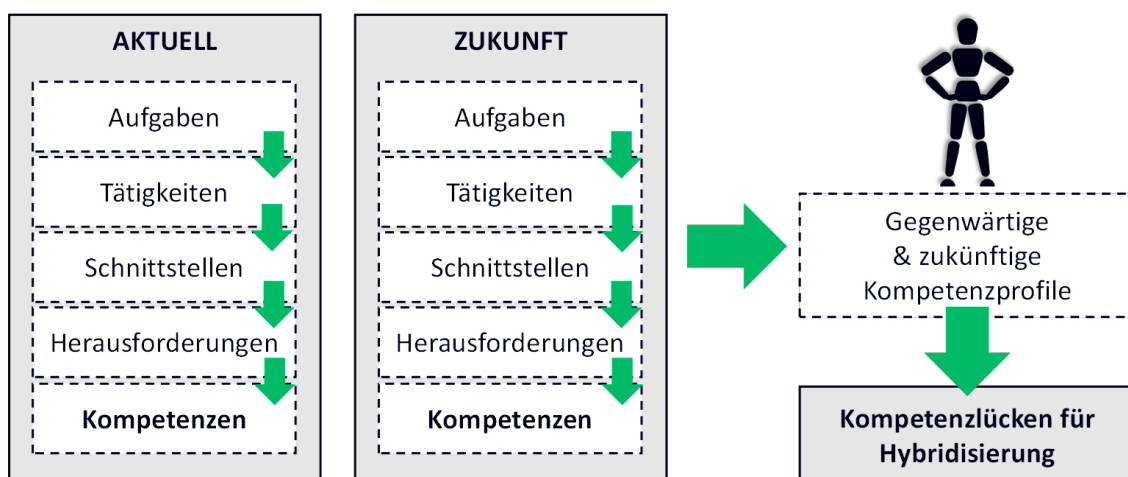 AKTUELL
Aufgaben
Tätigkeiten
Schnittstellen
Herausforderungen
Kompetenzen
ZUKUNFT
Aufgaben
Tätigkeiten
Schnittstellen
Herausforderungen
Kompetenzen
Gegenwärtige
& zukünftige
Kompetenzprofile
Kompetenzlücken für
Hybridisierung